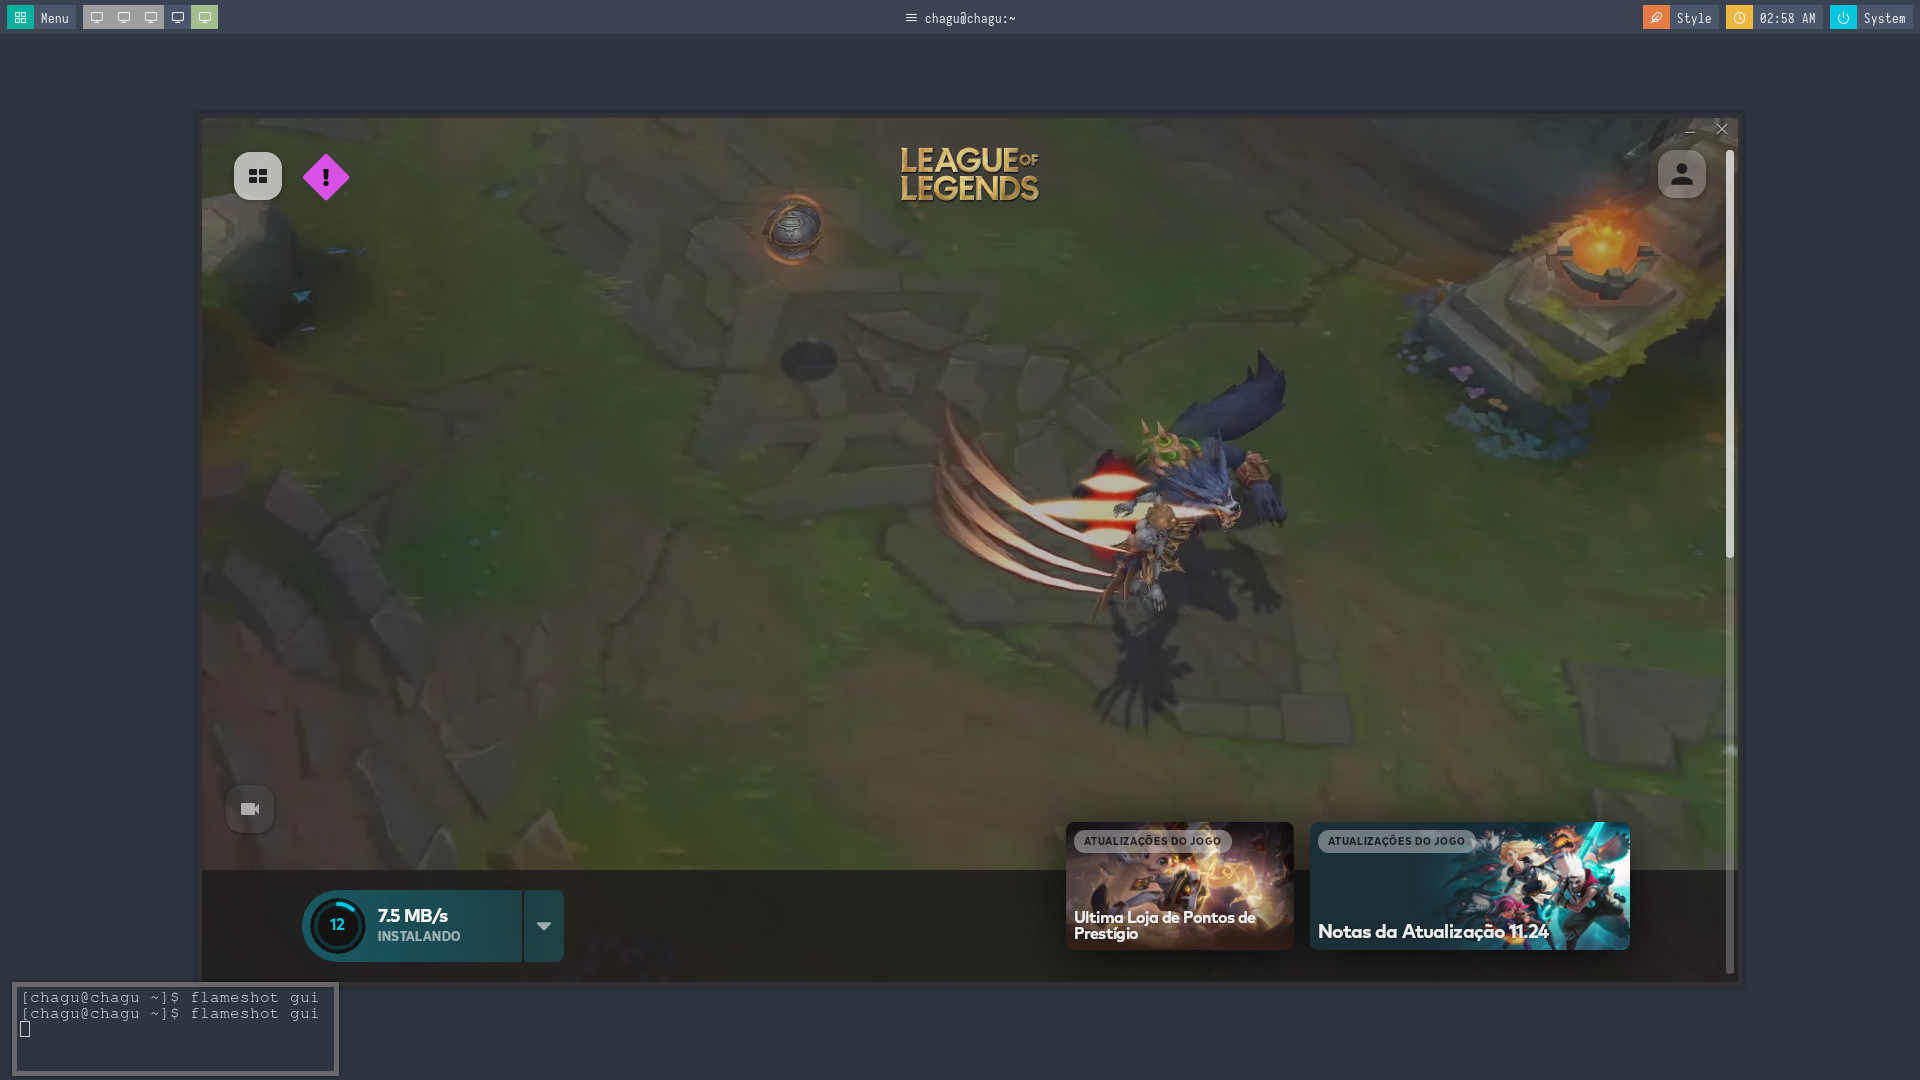 Menu
chagu@chagu:~
Style
02:58 AM
System
LEAGUE OF
LEGENDS
ATUALIZAÇÕES DO JOGO
Ultima Loja de Pontos de
Prestígio
ATUALIZAÇÕES DO JOGO
Notas da Atualização 11.24
12
7.5 MB/s
INSTALANDO
[chagu@chagu ~]$ flameshot gui
[chagu@chagu ~]$ flameshot gui